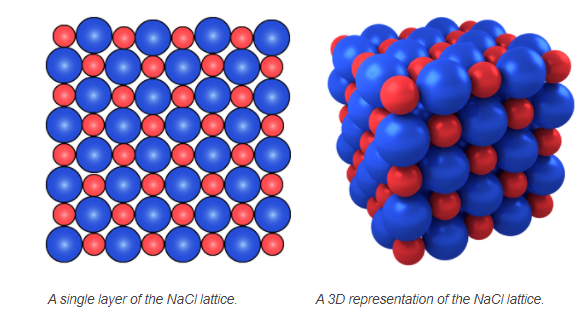 A single layer of the NaCl lattice.
A 3D representation of the NaCl lattice.